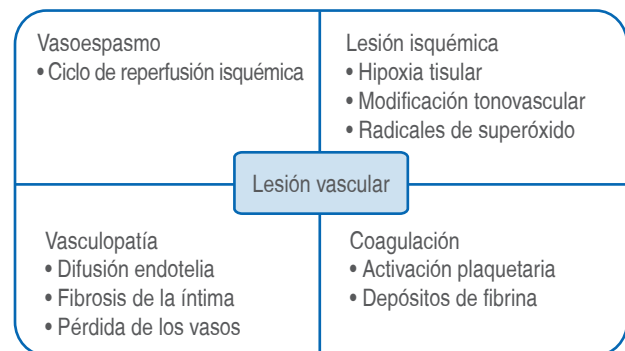 Vasoespasmo
• Ciclo de reperfusión isquémica
Lesión isquémica
• Hipoxia tisular
• Modificación tonovascular
• Radicales de superóxido
Lesión vascular
Vasculopatía
• Difusión endotelia
• Fibrosis de la íntima
• Pérdida de los vasos
Coagulación
• Activación plaquetaria
• Depósitos de fibrina